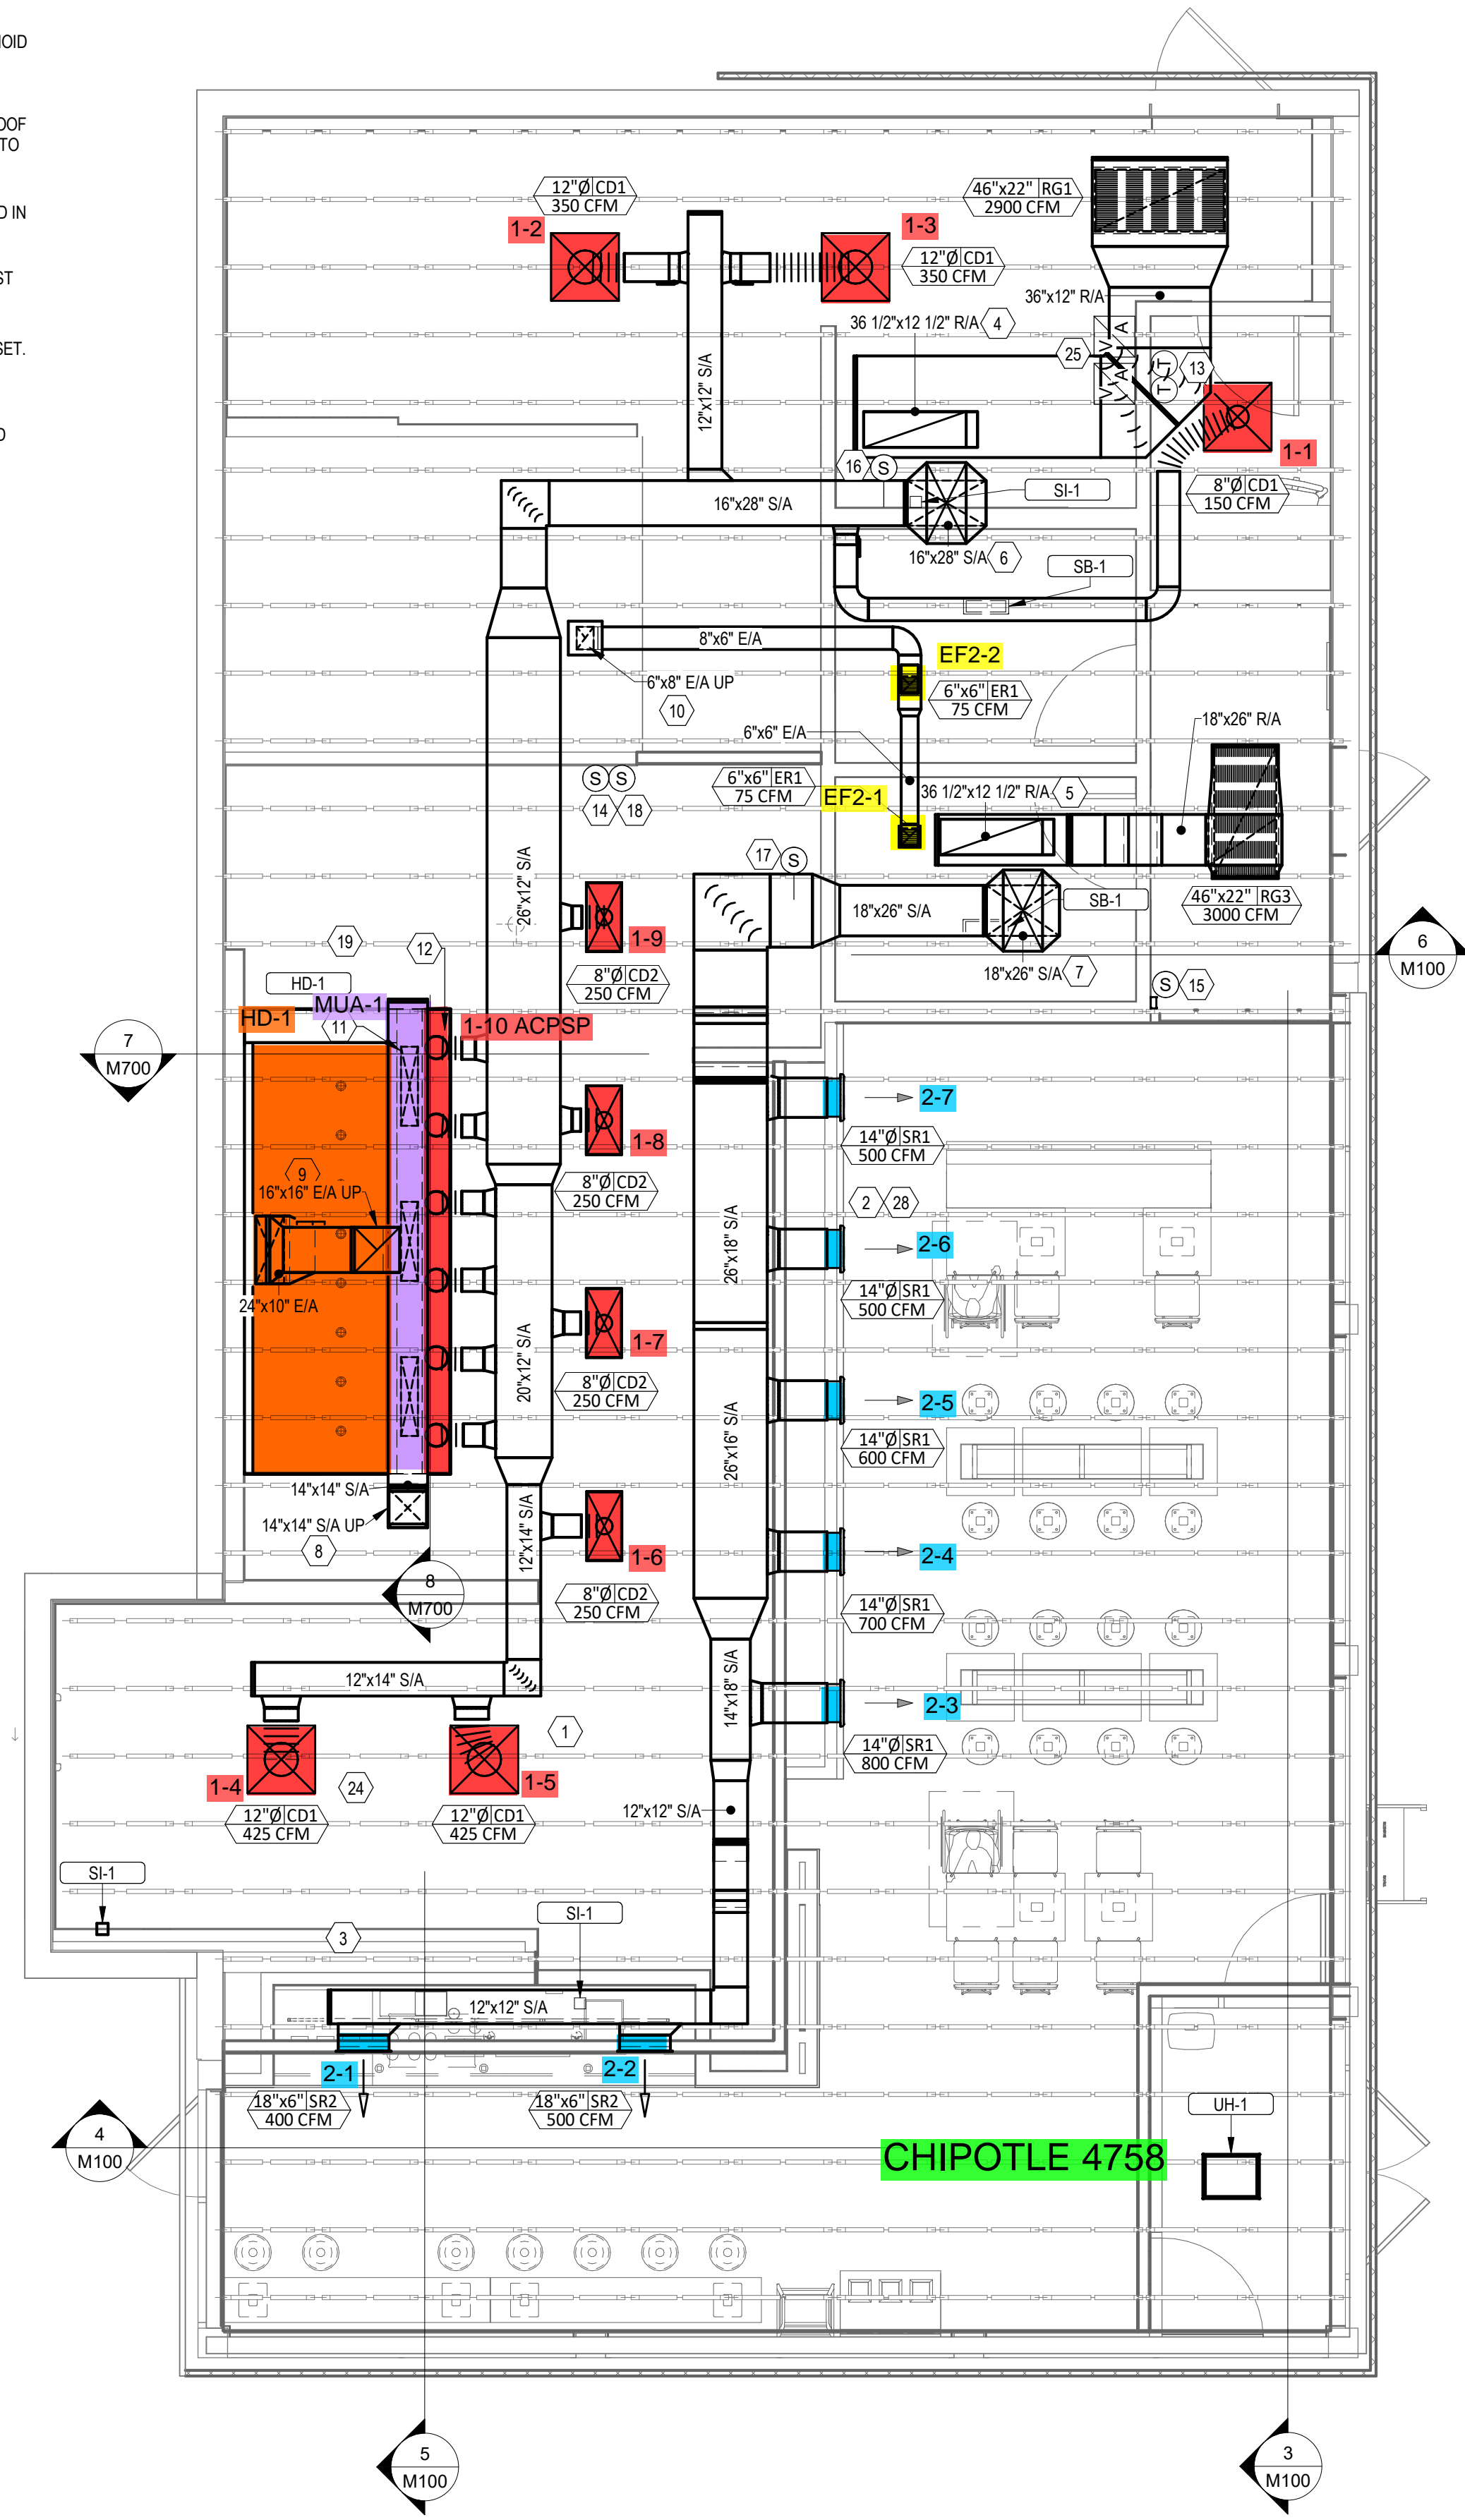 OID
OOF
TO
D IN
ST
SET.
D
12"Ø CD1
350 CFM
46"x22" RG1
2900 CFM
1-2
1-3
12"Ø CD1
350 CFM
36"x12" R/A
36 1/2"x12 1/2" R/A
4
25
V A
V A
T
T
13
12"x12" S/A
1-1
16
S
SI-1
8"Ø CD1
150 CFM
16"x28" S/A
16"x28" S/A
6
SB-1
8"x6" E/A
EF2-2
6"x8" E/A UP
6"x6" ER1
75 CFM
10
18"x26" R/A
6"x6" E/A
S S
6"x6" ER1
75 CFM
14 18
EF2-1
36 1/2"x12 1/2" R/A
5
17
S
26"x12" S/A
18"x26" S/A
SB-1
46"x22" RG3
3000 CFM
1-9
19
12
8"Ø CD2
250 CFM
18"x26" S/A
7
6
M100
HD-1
S
15
HD-1
MUA-1
11
1-10 ACPSP
7
M700
2-7
1-8
14"Ø SR1
500 CFM
9
16"x16" E/A UP
8"Ø CD2
250 CFM
2 28
26"x18" S/A
2-6
24"x10" E/A
14"Ø SR1
500 CFM
1-7
20"x12" S/A
8"Ø CD2
250 CFM
26"x16" S/A
2-5
14"Ø SR1
600 CFM
14"x14" S/A
14"x14" S/A UP
8
12"x14" S/A
1-6
2-4
8
M700
8"Ø CD2
250 CFM
14"Ø SR1
700 CFM
12"x14" S/A
14"x18" S/A
2-3
1
14"Ø SR1
800 CFM
1-4
24
1-5
12"Ø CD1
425 CFM
12"Ø CD1
425 CFM
12"x12" S/A
SI-1
SI-1
3
12"x12" S/A
2-1
2-2
18"x6" SR2
400 CFM
18"x6" SR2
500 CFM
UH-1
4
M100
CHIPOTLE 4758
5
M100
3
M100